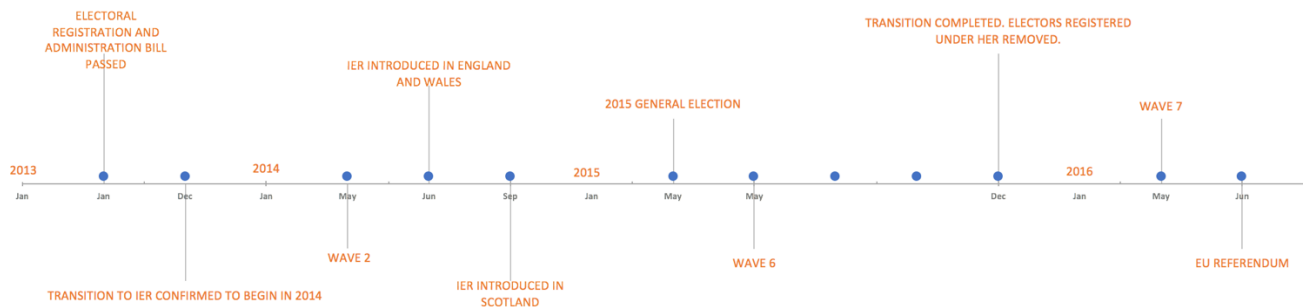 ELECTORAL
REGISTRATION AND
ADMINISTRATION BILL
PASSED
TRANSITION COMPLETED. ELECTORS REGISTERED
UNDER HER REMOVED.
IER INTRODUCED IN ENGLAND
AND WALES
2015 GENERAL ELECTION
WAVE 7
2013
2014
2015
2016
Jan
Jan
Dec
Jan
May
Jun
Sep
Jan
May
May
Dec
Jan
May
Jun
WAVE 2
WAVE 6
EU REFERENDUM
TRANSITION TO IER CONFIRMED TO BEGIN IN 2014
IER INTRODUCED IN
SCOTLAND